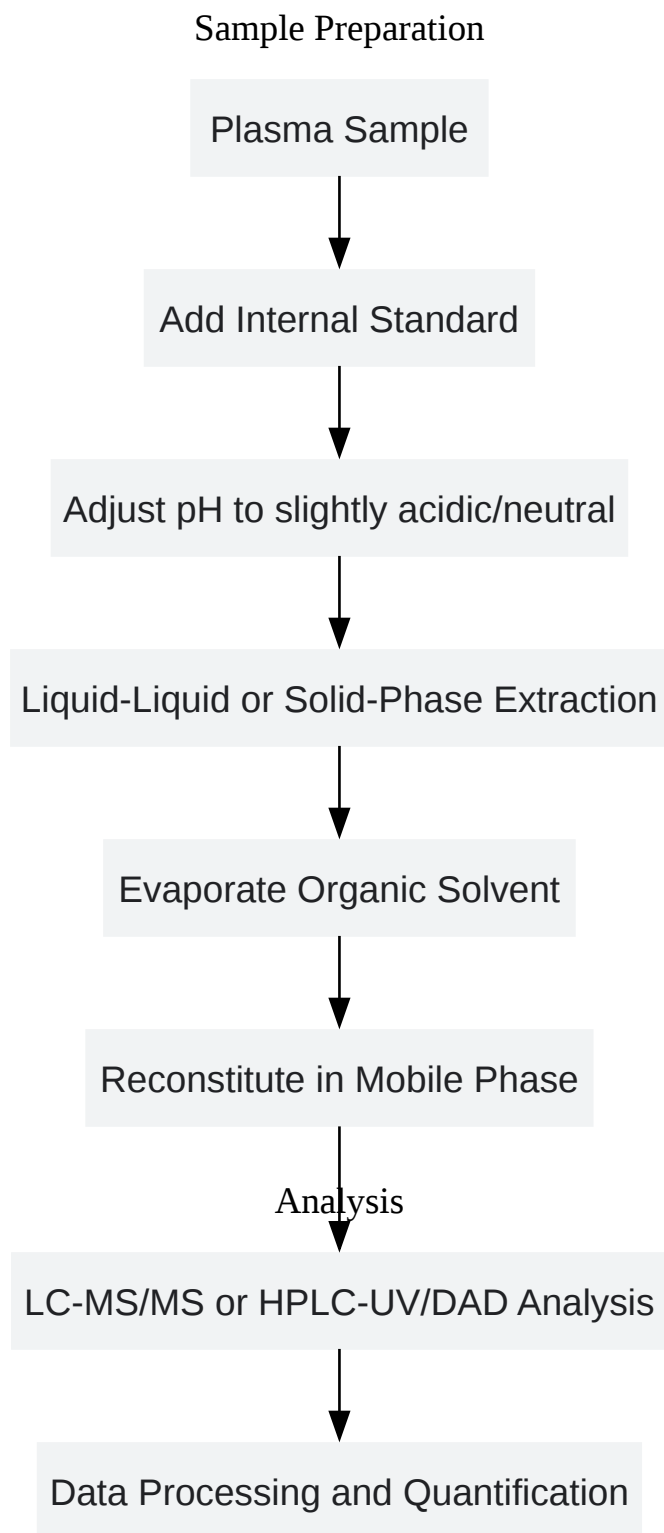 Sample Preparation
Plasma Sample
Add Internal Standard
Adjust pH to slightly acidic/neutral
Liquid-Liquid or Solid-Phase Extraction
Evaporate Organic Solvent
Reconstitute in Mobile Phase
Analysis
LC-MS/MS or HPLC-UV/DAD Analysis
Data Processing and Quantification